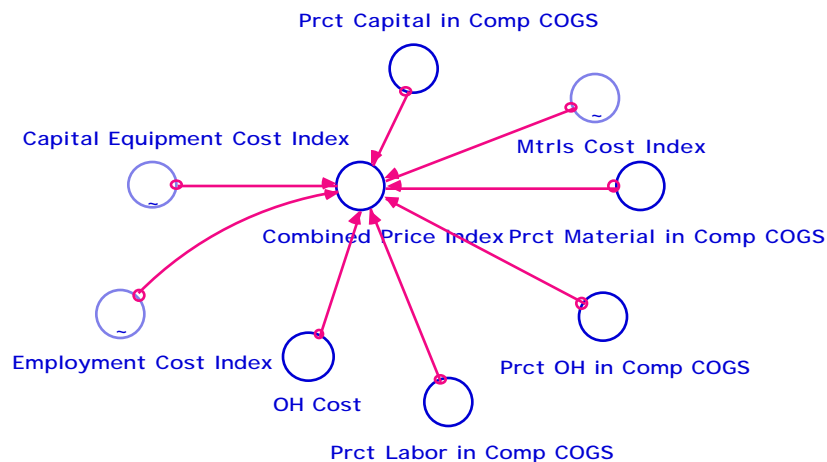 Prct Capital in Comp COGS
Capital Equipment Cost Index
~
Mtrls Cost Index
~
Combined Price Index
Prct Material in Comp COGS
~
Employment Cost Index
OH Cost
Prct OH in Comp COGS
Prct Labor in Comp COGS